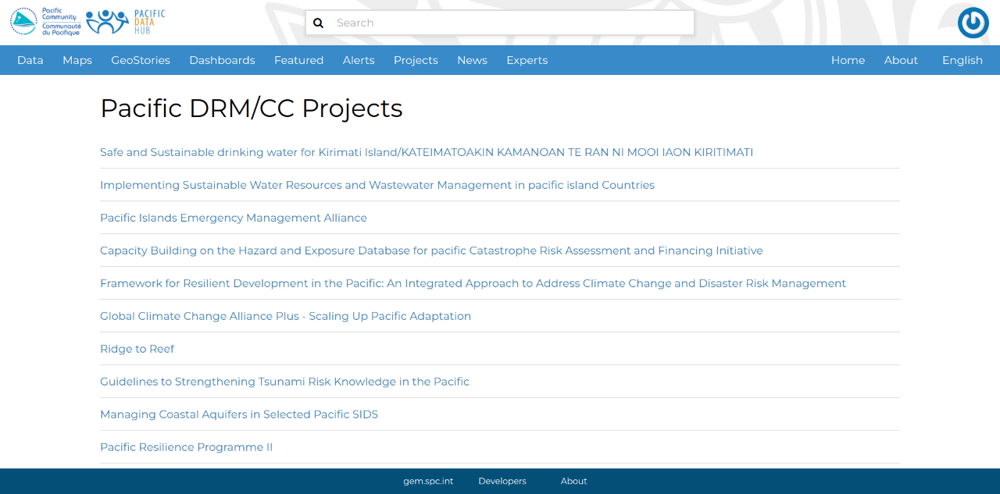 Pacific
Community
Communauté
du Pacifique
PACIFIC
DATA
HUB
Search
Data Maps GeoStories Dashboards Featured Alerts Projects News Experts Home About English
Pacific DRM/CC Projects
Safe and Sustainable drinking water for Kirimati Island/KATEIMATOAKIN KAMANOAN TE RAN NI MOOI IAON KIRITIMATI
Implementing Sustainable Water Resources and Wastewater Management in pacific island Countries
Pacific Islands Emergency Management Alliance
Capacity Building on the Hazard and Exposure Database for pacific Catastrophe Risk Assessment and Financing Initiative
Framework for Resilient Development in the Pacific: An Integrated Approach to Address Climate Change and Disaster Risk Management
Global Climate Change Alliance Plus - Scaling Up Pacific Adaptation
Ridge to Reef
Guidelines to Strengthening Tsunami Risk Knowledge in the Pacific
Managing Coastal Aquifers in Selected Pacific SIDS
Pacific Resilience Programme II
gem.spc.int Developers About